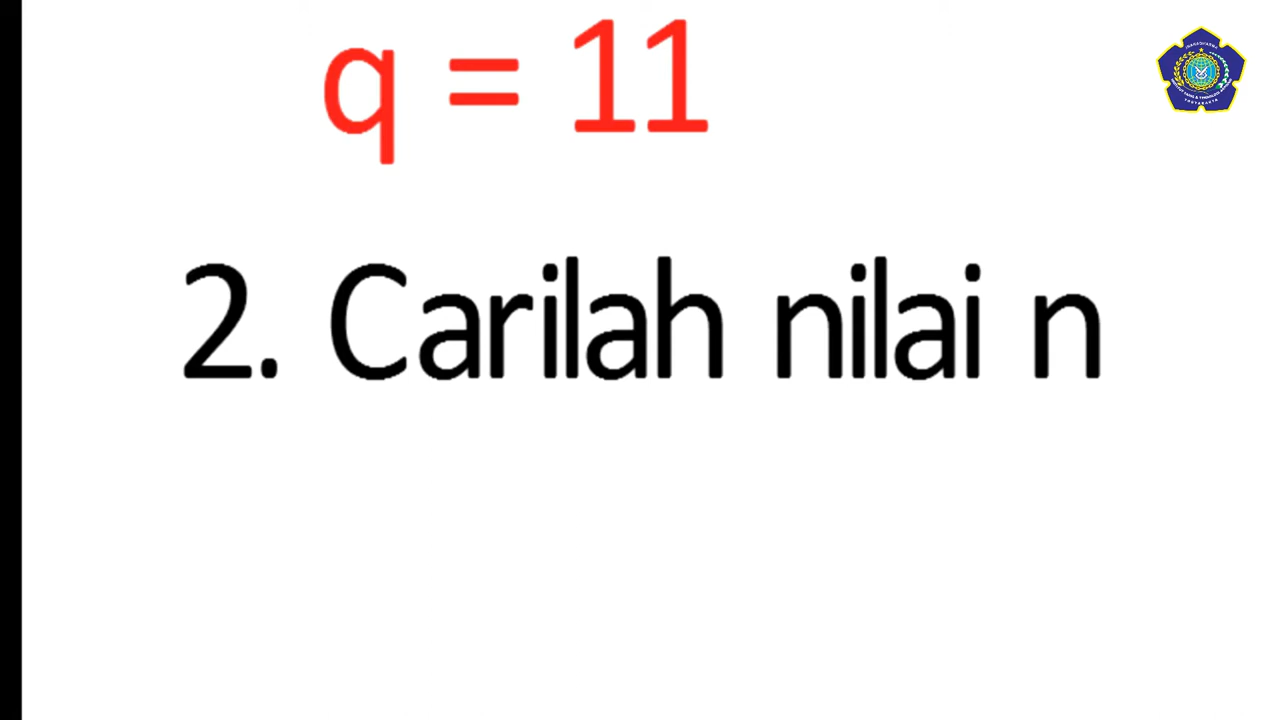 q = 11
2. Carilah nilai n